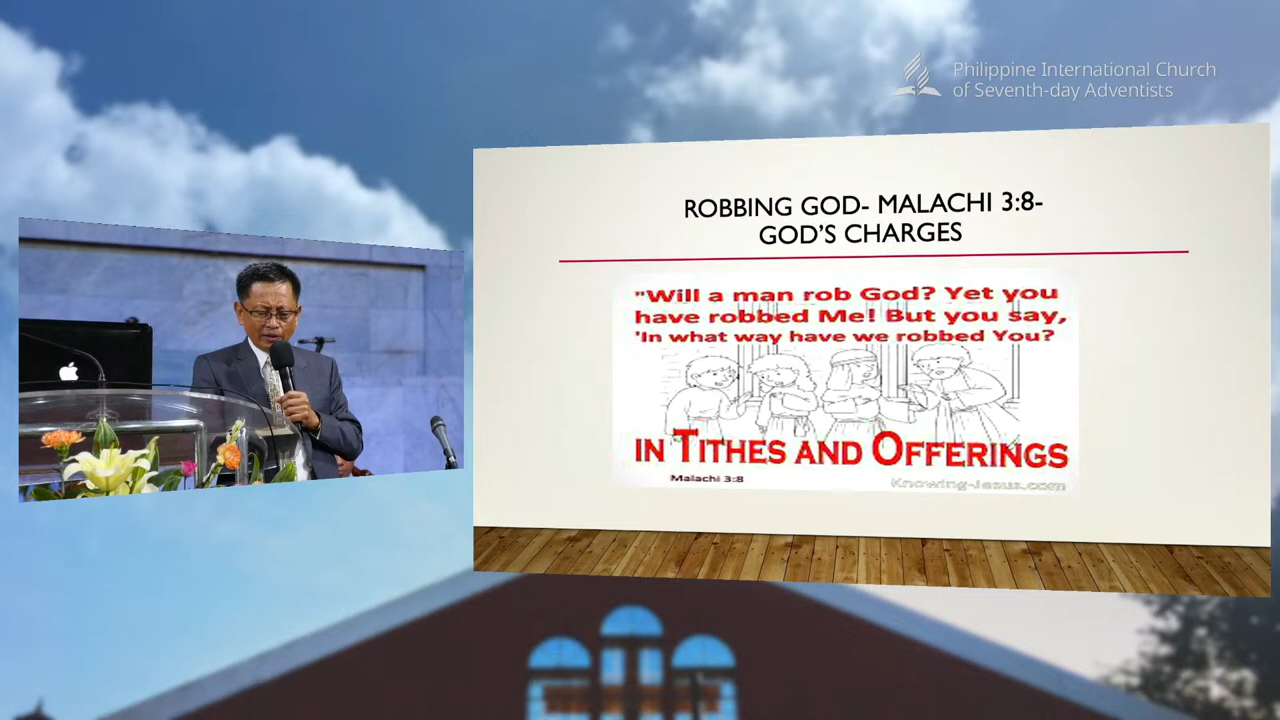 Philippine International Church
of Seventh-day Adventists
ROBBING GOD- MALACHI 3:8-
GOD'S CHARGES
"Will a man rob God? Yet you
have robbed Me! But you say,
'In what way have we robbed You?
IN TITHES AND OFFERINGS
Malachi 3:8
Knowing-Jesus.com